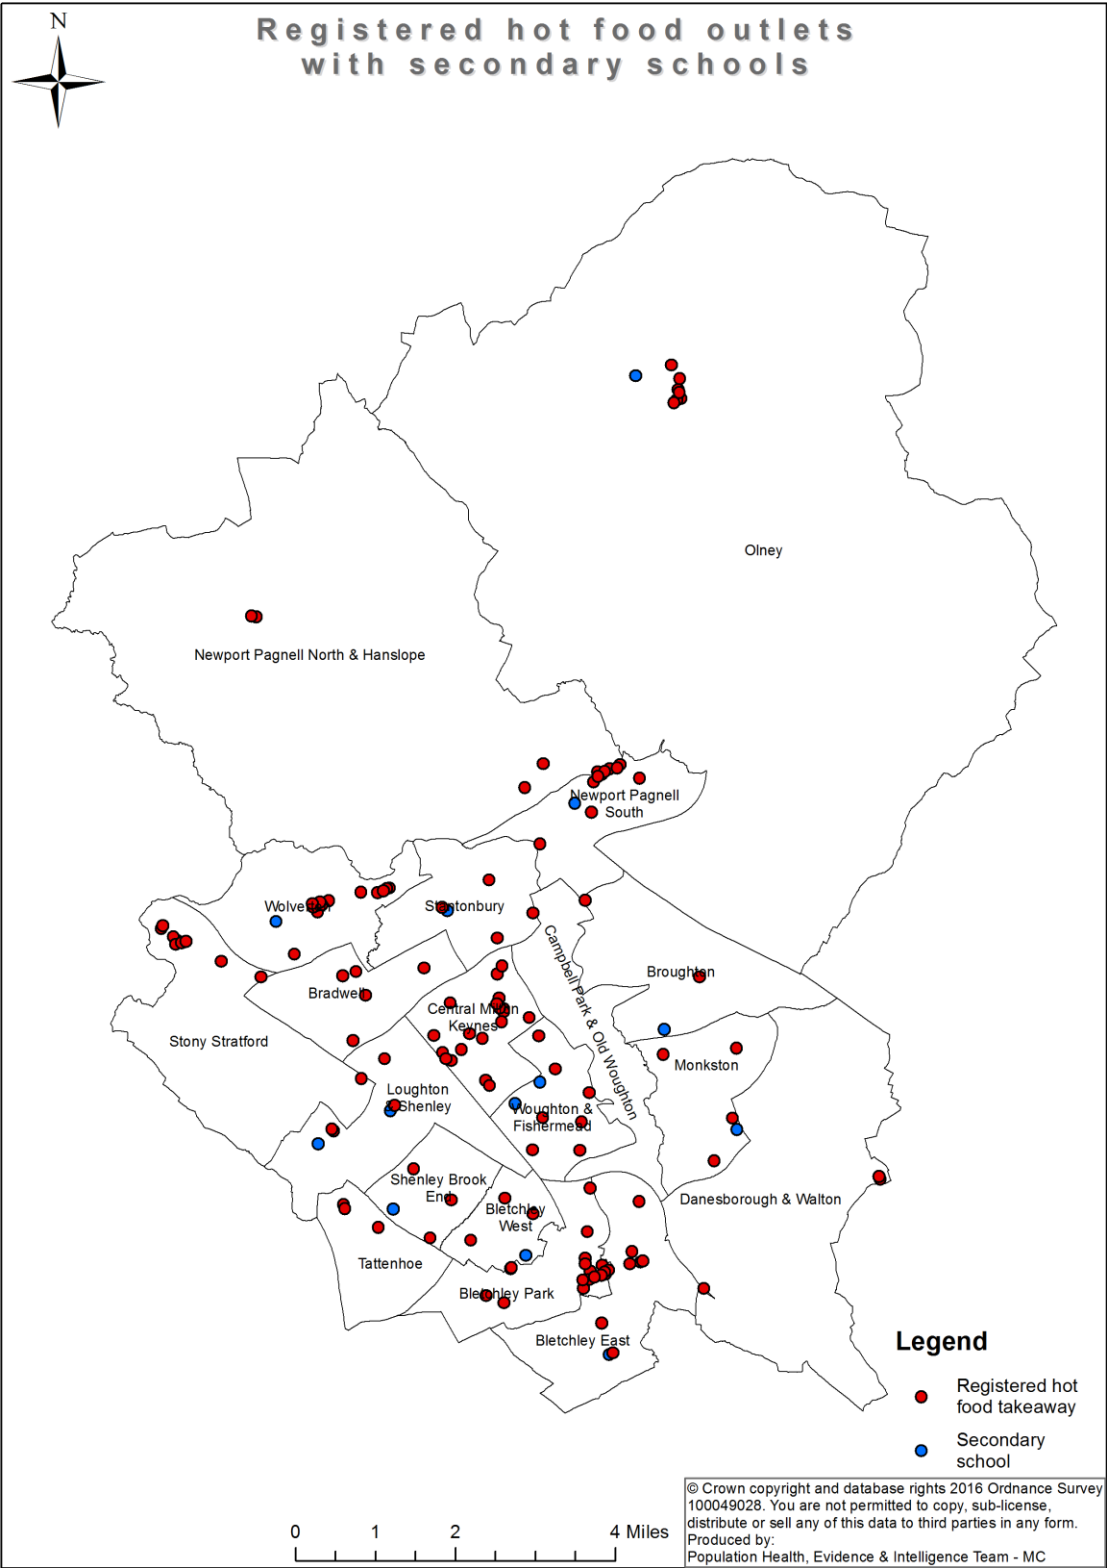 N
Registered hot food outlets
with secondary schools
Olney
Newport Pagnell North & Hanslope
Newport Pagnell
South
Wolverton
Stantonbury
Campbell Park & Old Woughton
Broughton
Bradwell
Central Milton
Keynes
Stony Stratford
Monkston
Loughton
& Shenley
Woughton &
Fishermead
Shenley Brook
End
Danesborough & Walton
Bletchley
West
Tattenhoe
Bletchley Park
Bletchley East
Legend
Registered hot
food takeaway
Secondary
school
0 1 2 4 Miles
© Crown copyright and database rights 2016 Ordnance Survey
100049028. You are not permitted to copy, sub-license,
distribute or sell any of this data to third parties in any form.
Produced by:
Population Health, Evidence & Intelligence Team - MC